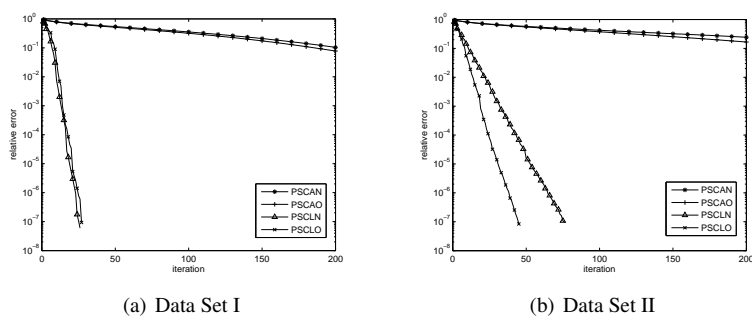 10^0
10^-1
10^-2
10^-3
10^-4
10^-5
10^-6
10^-7
10^-8
relative error
0 50 100 150 200
iteration
PSCAN
PSCAO
PSCLN
PSCLO
(a) Data Set I
10^0
10^-1
10^-2
10^-3
10^-4
10^-5
10^-6
10^-7
10^-8
relative error
0 50 100 150 200
iteration
PSCAN
PSCAO
PSCLN
PSCLO
(b) Data Set II